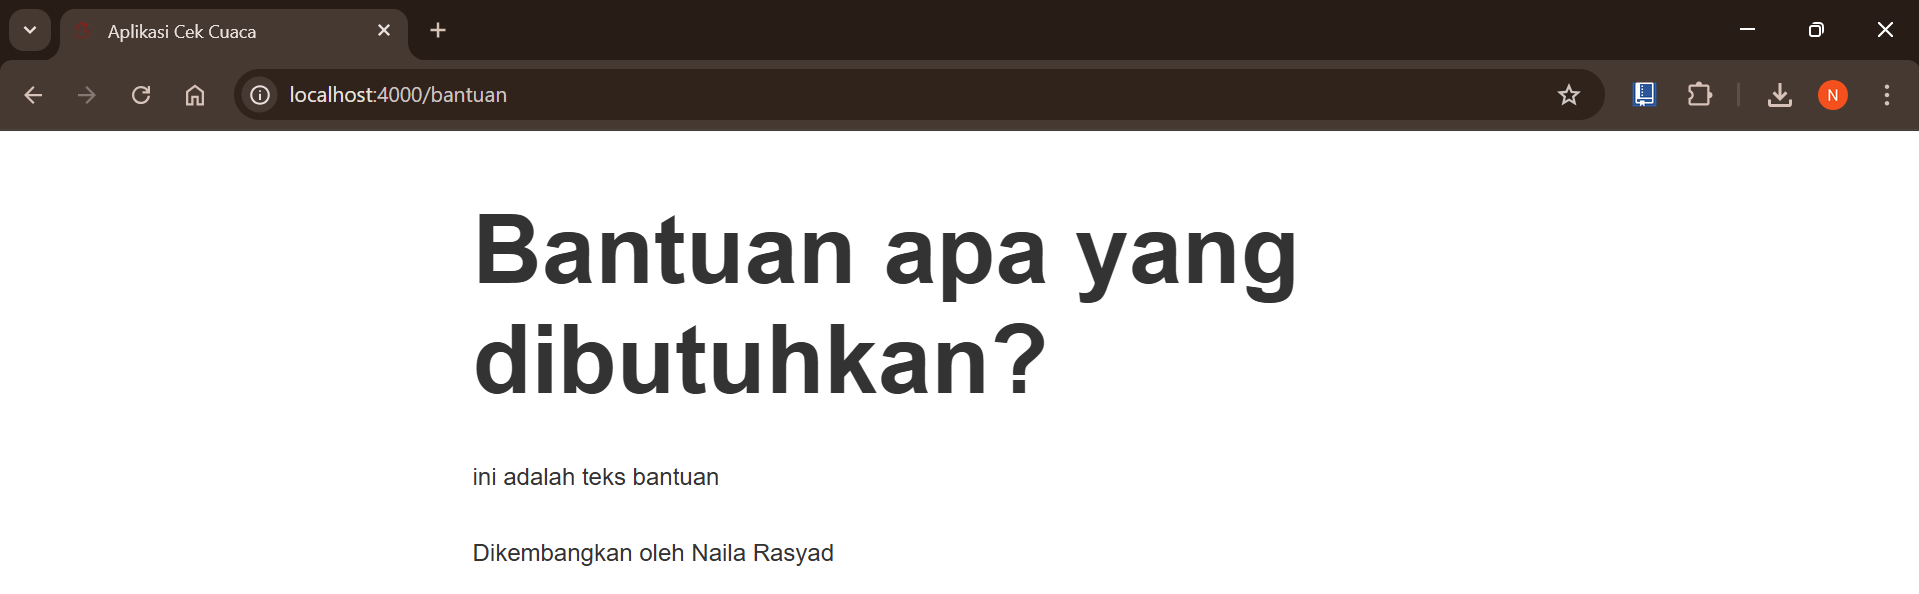 Aplikasi Cek Cuaca
localhost:4000/bantuan
N
Bantuan apa yang
dibutuhkan?
ini adalah teks bantuan
Dikembangkan oleh Naila Rasyad